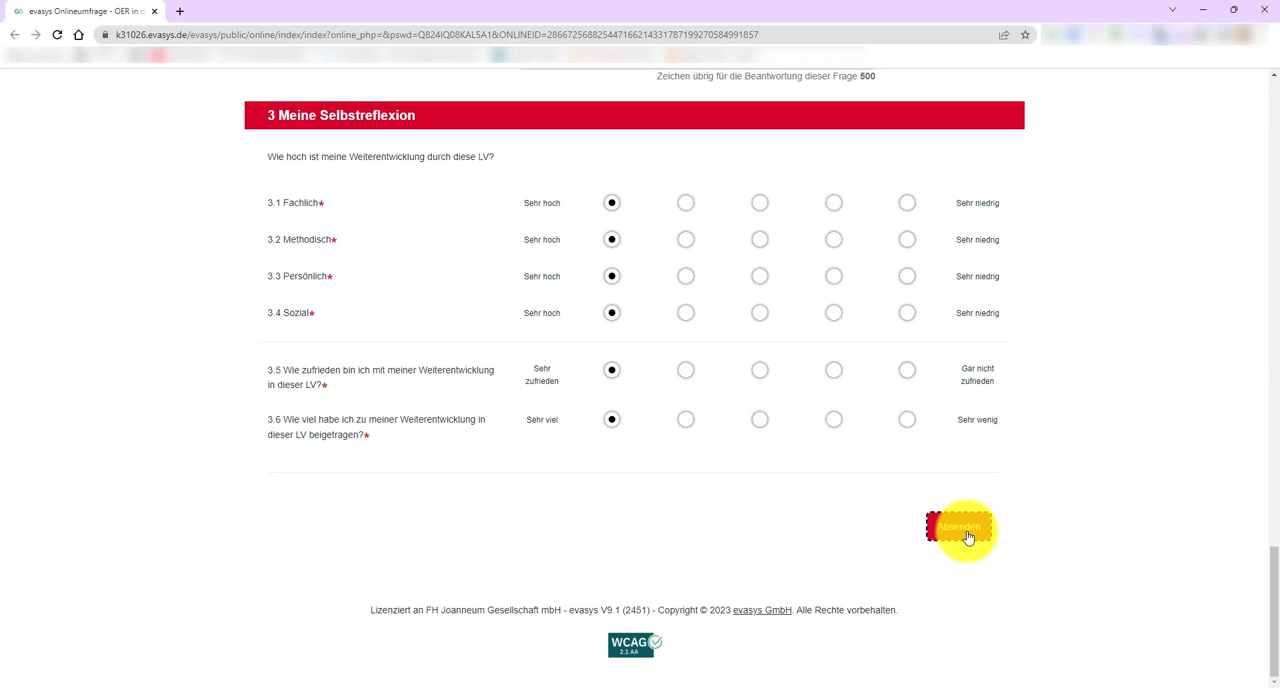 evasys Onlineumfrage - OER in d
k31026.evasys.de/evasys/public/online/index/index?online_php=&pswd=Q824IQ08KAL5A1&ONLINEID=286672568825447166214331787199270584991857
Zeichen übrig für die Beantwortung dieser Frage 500
3 Meine Selbstreflexion
Wie hoch ist meine Weiterentwicklung durch diese LV?
3.1 Fachlich* Sehr hoch Sehr niedrig
3.2 Methodisch* Sehr hoch Sehr niedrig
3.3 Persönlich* Sehr hoch Sehr niedrig
3.4 Sozial* Sehr hoch Sehr niedrig
3.5 Wie zufrieden bin ich mit meiner Weiterentwicklung
in dieser LV?*
Sehr
zufrieden
Gar nicht
zufrieden
3.6 Wie viel habe ich zu meiner Weiterentwicklung in
dieser LV beigetragen?*
Sehr viel Sehr wenig
Absenden
Lizenziert an FH Joanneum Gesellschaft mbH - evasys V9.1 (2451) - Copyright © 2023 evasys GmbH. Alle Rechte vorbehalten.
WCAG
2.1 AA